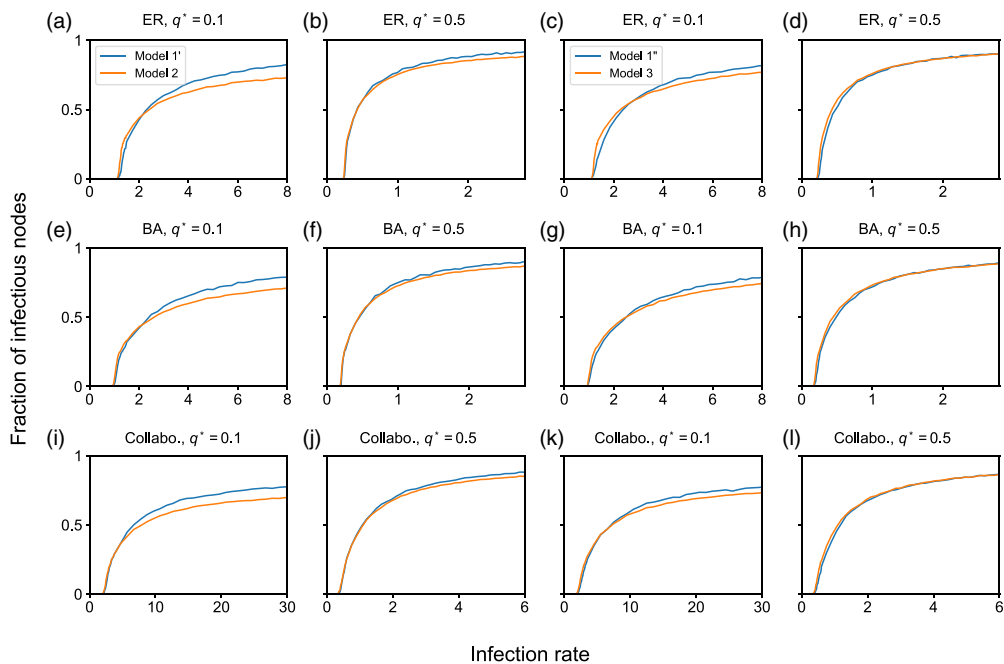 (a) ER, q* = 0.1
(b) ER, q* = 0.5
(c) ER, q* = 0.1
(d) ER, q* = 0.5
1
0.5
0
Model 1'
Model 2
Model 1"
Model 3
0 2 4 6 8
0 1 2
0 2 4 6 8
0 1 2
(e) BA, q* = 0.1
(f) BA, q* = 0.5
(g) BA, q* = 0.1
(h) BA, q* = 0.5
1
0.5
0
0 2 4 6 8
0 1 2
0 2 4 6 8
0 1 2
(i) Collabo., q* = 0.1
(j) Collabo., q* = 0.5
(k) Collabo., q* = 0.1
(l) Collabo., q* = 0.5
1
0.5
0
0 10 20 30
0 2 4 6
0 10 20 30
0 2 4 6
Fraction of infectious nodes
Infection rate